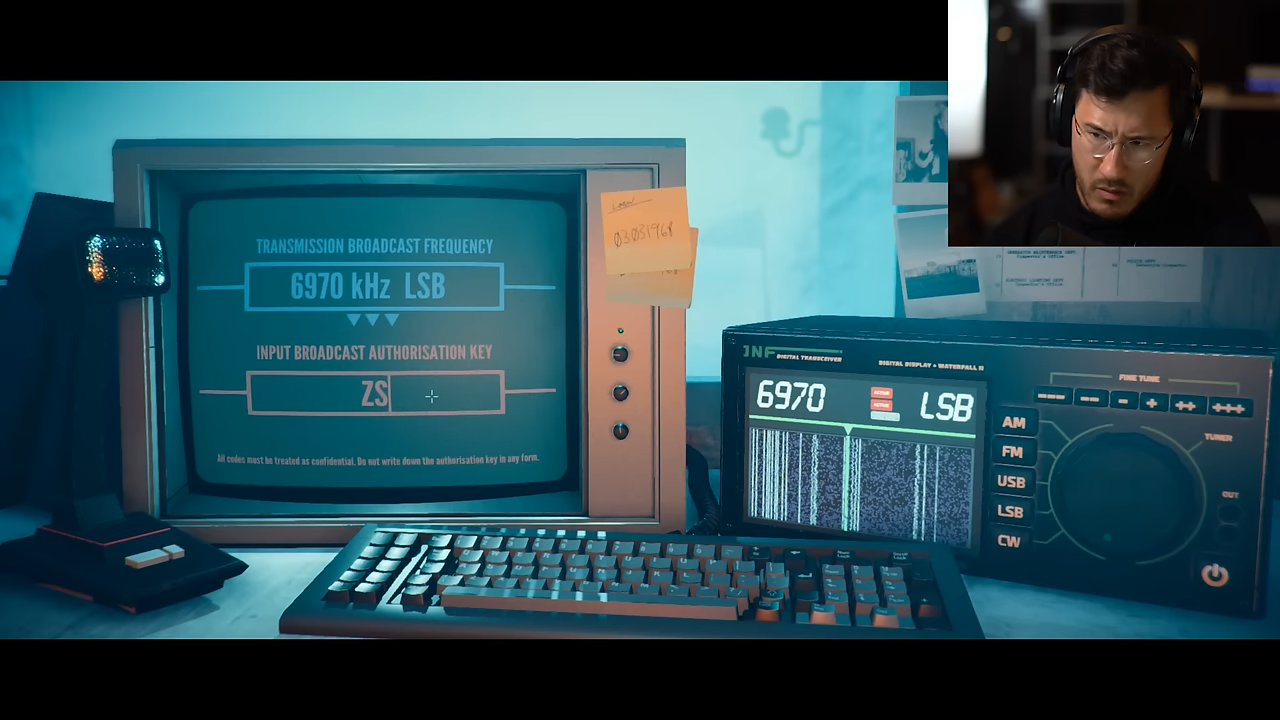 TRANSMISSION BROADCAST FREQUENCY
6970 kHz LSB
INPUT BROADCAST AUTHORISATION KEY
ZS
All codes must be treated as confidential. Do not write down the authorisation key in any form.
03031968
JNF DIGITAL TRANSCEIVER
DIGITAL DISPLAY + WATERFALL II
6970
LSB
AM
FM
USB
LSB
CW
FINE TUNE
TUNER
OUT